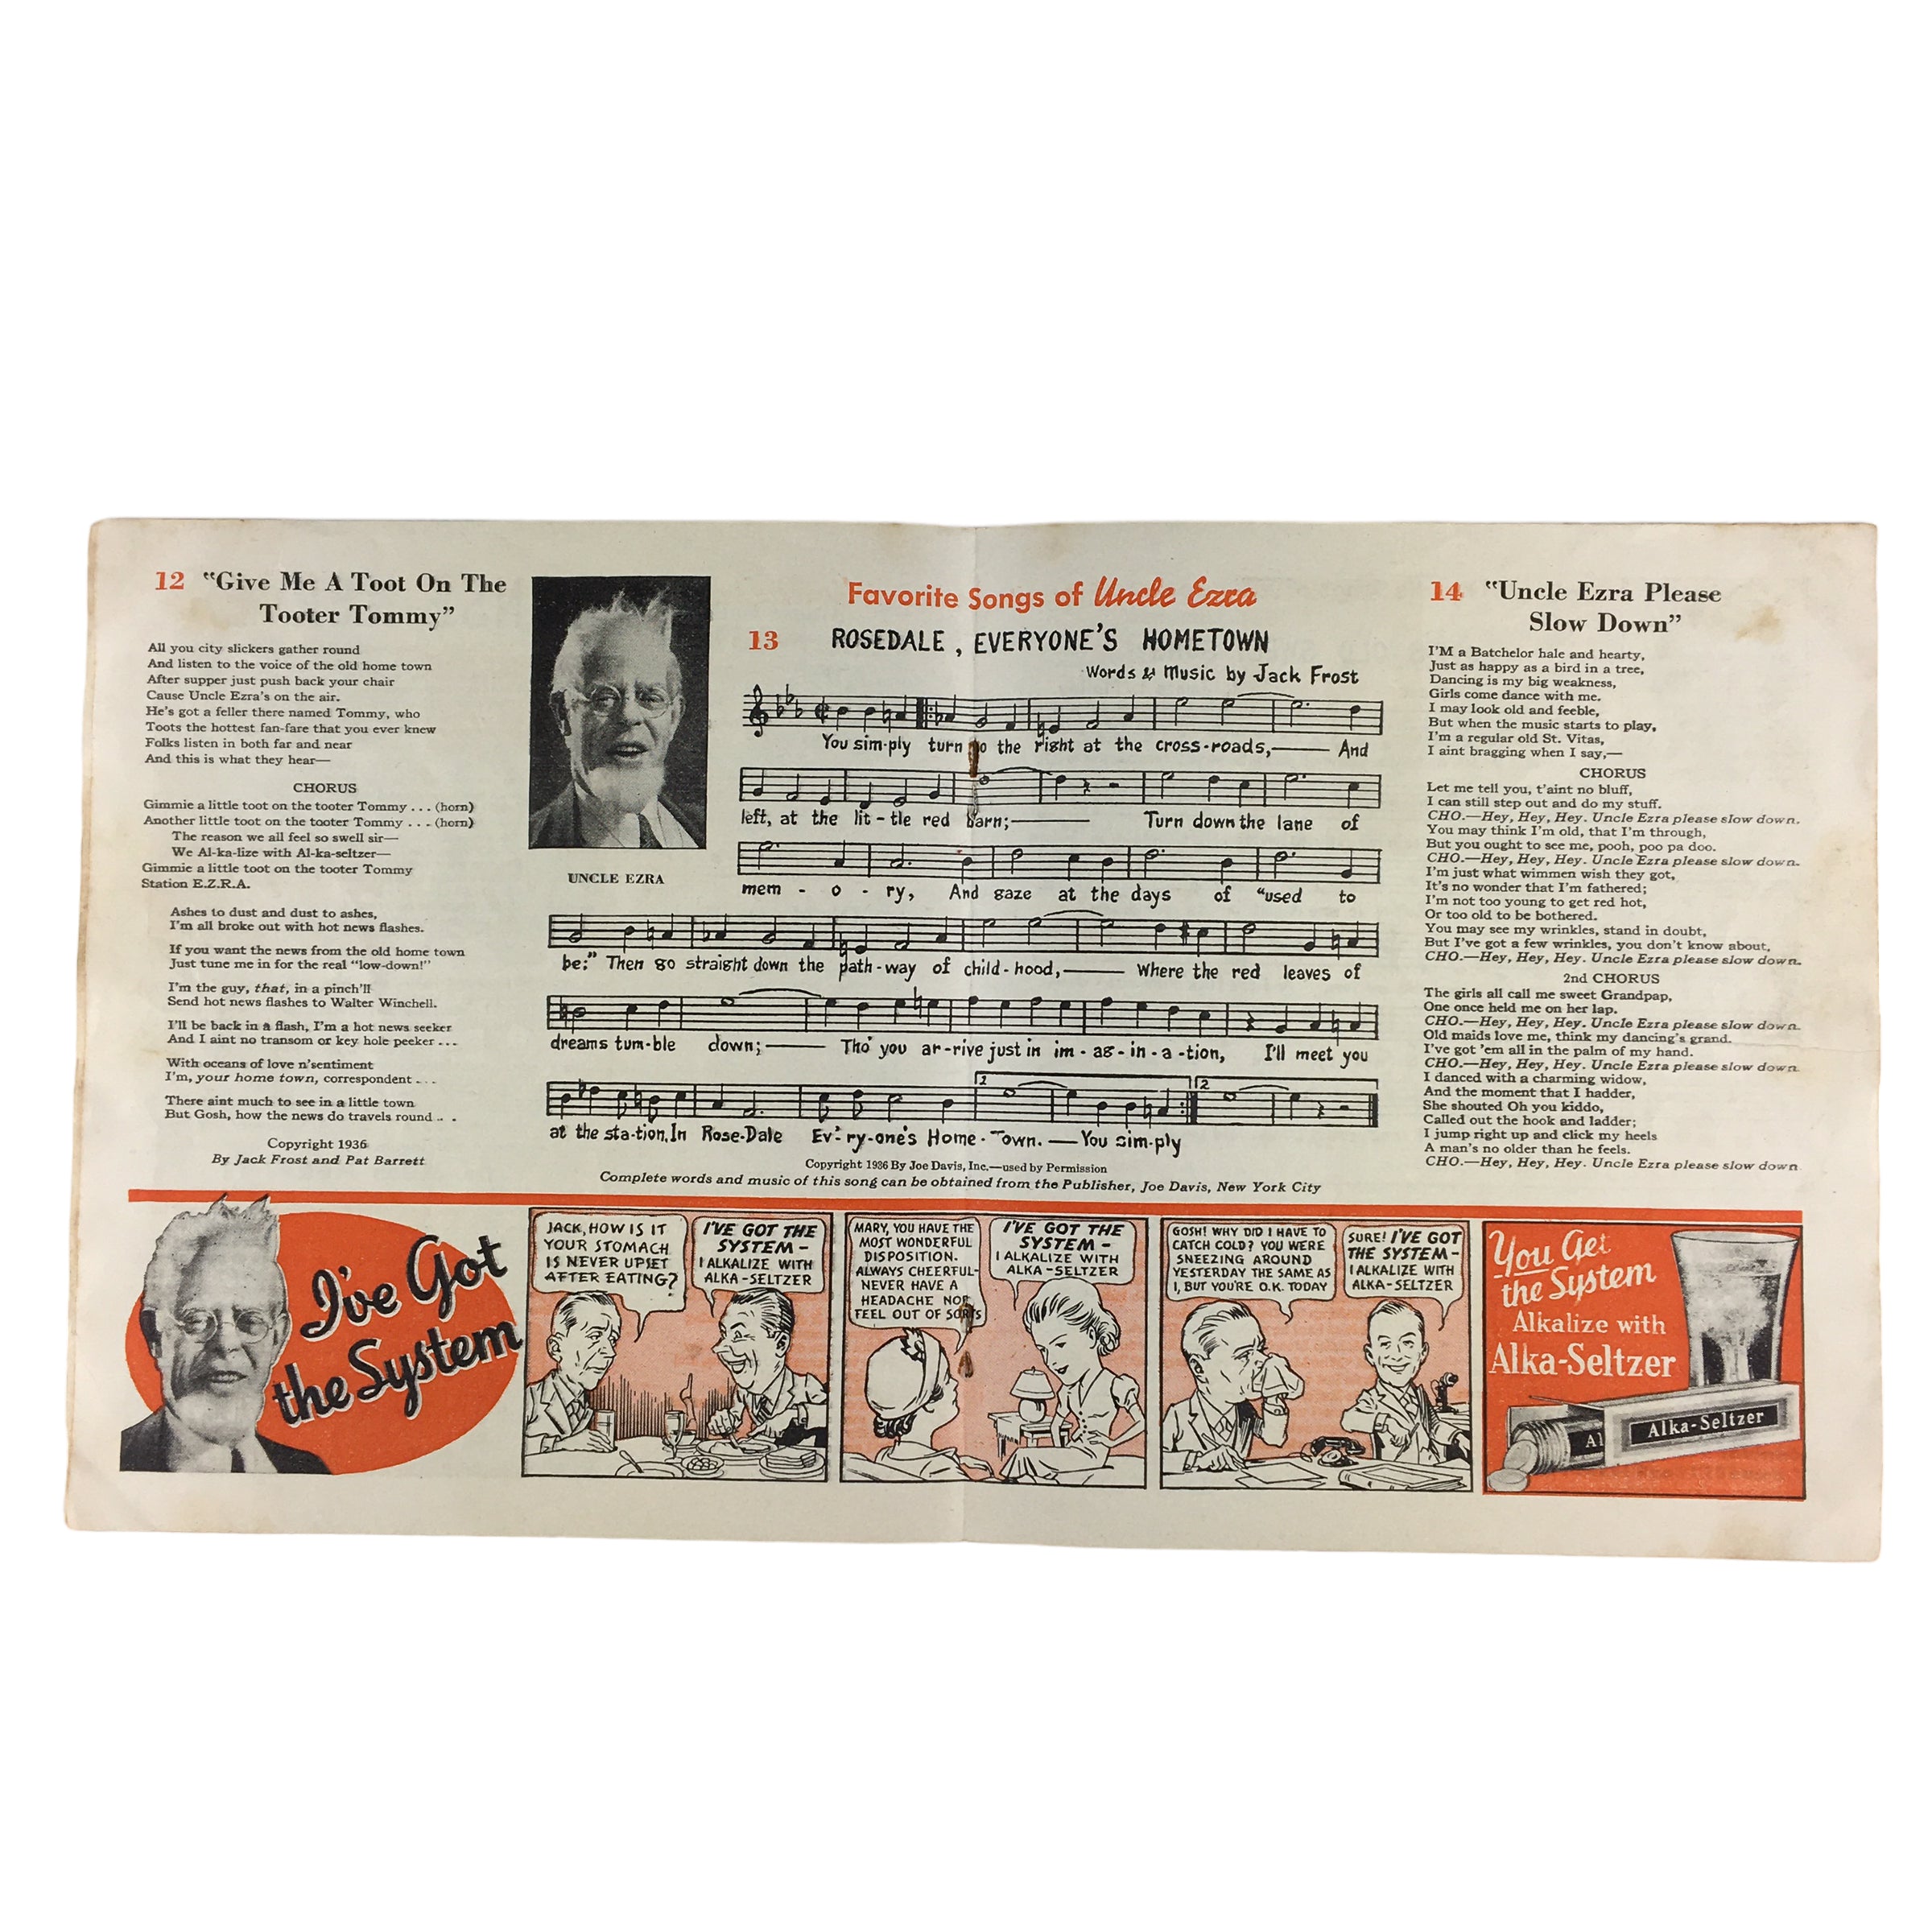 12 "Give Me A Toot On The
Tooter Tommy"
All you city slickers gather round
And listen to the voice of the old home town
After supper just push back your chair
Cause Uncle Ezra's on the air.
He's got a feller there named Tommy, who
Toots the hottest fan-fare that you ever knew
Folks listen in both far and near
And this is what they hear—
CHORUS
Gimmie a little toot on the tooter Tommy . . . (horn)
Another little toot on the tooter Tommy . . . (horn)
The reason we all feel so swell sir—
We Al-ka-lize with Al-ka-seltzer—
Gimmie a little toot on the tooter Tommy
Station E.Z.R.A.
Ashes to dust and dust to ashes,
I'm all broke out with hot news flashes.
If you want the news from the old home town
Just tune me in for the real "low-down!"
I'm the guy, that, in a pinch'll
Send hot news flashes to Walter Winchell.
I'll be back in a flash, I'm a hot news seeker
And I aint no transom or key hole peeker ...
With oceans of love n'sentiment
I'm, your home town, correspondent ...
There aint much to see in a little town
But Gosh, how the news do travels round ...
Copyright 1936
By Jack Frost and Pat Barrett
UNCLE EZRA
Favorite Songs of Uncle Ezra
13 ROSEDALE, EVERYONE'S HOMETOWN
Words & Music by Jack Frost
You sim-ply turn to the right at the cross-roads,— And
left, at the lit-tle red barn;— Turn down the lane of
mem - o - ry, And gaze at the days of "used to
be;" Then go straight down the path-way of child-hood,— Where the red leaves of
dreams tum-ble down;— Tho' you ar-rive just in im-ag-in-a-tion, I'll meet you
1 2
at the sta-tion, In Rose-Dale Ev'-ry-one's Home-Town.— You sim-ply
Copyright 1936 By Joe Davis, Inc.—used by Permission
Complete words and music of this song can be obtained from the Publisher, Joe Davis, New York City
14 "Uncle Ezra Please
Slow Down"
I'M a Batchelor hale and hearty,
Just as happy as a bird in a tree,
Dancing is my big weakness,
Girls come dance with me.
I may look old and feeble,
But when the music starts to play,
I'm a regular old St. Vitas,
I aint bragging when I say,—
CHORUS
Let me tell you, t'aint no bluff,
I can still step out and do my stuff.
CHO.—Hey, Hey, Hey. Uncle Ezra please slow down.
You may think I'm old, that I'm through,
But you ought to see me, pooh, poo pa doo.
CHO.—Hey, Hey, Hey. Uncle Ezra please slow down.
I'm just what wimmen wish they got,
It's no wonder that I'm fathered;
I'm not too young to get red hot,
Or too old to be bothered.
You may see my wrinkles, stand in doubt,
But I've got a few wrinkles, you don't know about,
CHO.—Hey, Hey, Hey. Uncle Ezra please slow down.
2nd CHORUS
The girls all call me sweet Grandpap,
One once held me on her lap.
CHO.—Hey, Hey, Hey. Uncle Ezra please slow down.
Old maids love me, think my dancing's grand.
I've got 'em all in the palm of my hand.
CHO.—Hey, Hey, Hey. Uncle Ezra please slow down.
I danced with a charming widow,
And the moment that I hadder,
She shouted Oh you kiddo,
Called out the hook and ladder;
I jump right up and click my heels
A man's no older than he feels.
CHO.—Hey, Hey, Hey. Uncle Ezra please slow down.
I've Got
the System
JACK, HOW IS IT
YOUR STOMACH
IS NEVER UPSET
AFTER EATING?
I'VE GOT THE
SYSTEM -
I ALKALIZE WITH
ALKA-SELTZER
MARY, YOU HAVE THE
MOST WONDERFUL
DISPOSITION.
ALWAYS CHEERFUL-
NEVER HAVE A
HEADACHE NOR
FEEL OUT OF SORTS
I'VE GOT THE
SYSTEM -
I ALKALIZE WITH
ALKA-SELTZER
GOSH! WHY DID I HAVE TO
CATCH COLD? YOU WERE
SNEEZING AROUND
YESTERDAY THE SAME AS
I, BUT YOU'RE O.K. TODAY
SURE! I'VE GOT
THE SYSTEM -
I ALKALIZE WITH
ALKA-SELTZER
You Get
the System
Alkalize with
Alka-Seltzer
Al
Alka-Seltzer